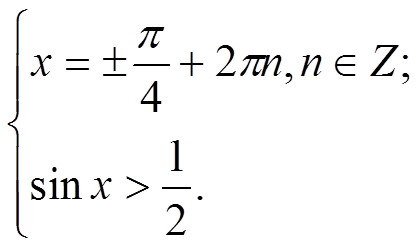 x = ±π/4 + 2πn, n ∈ Z;
sin x > 1/2.